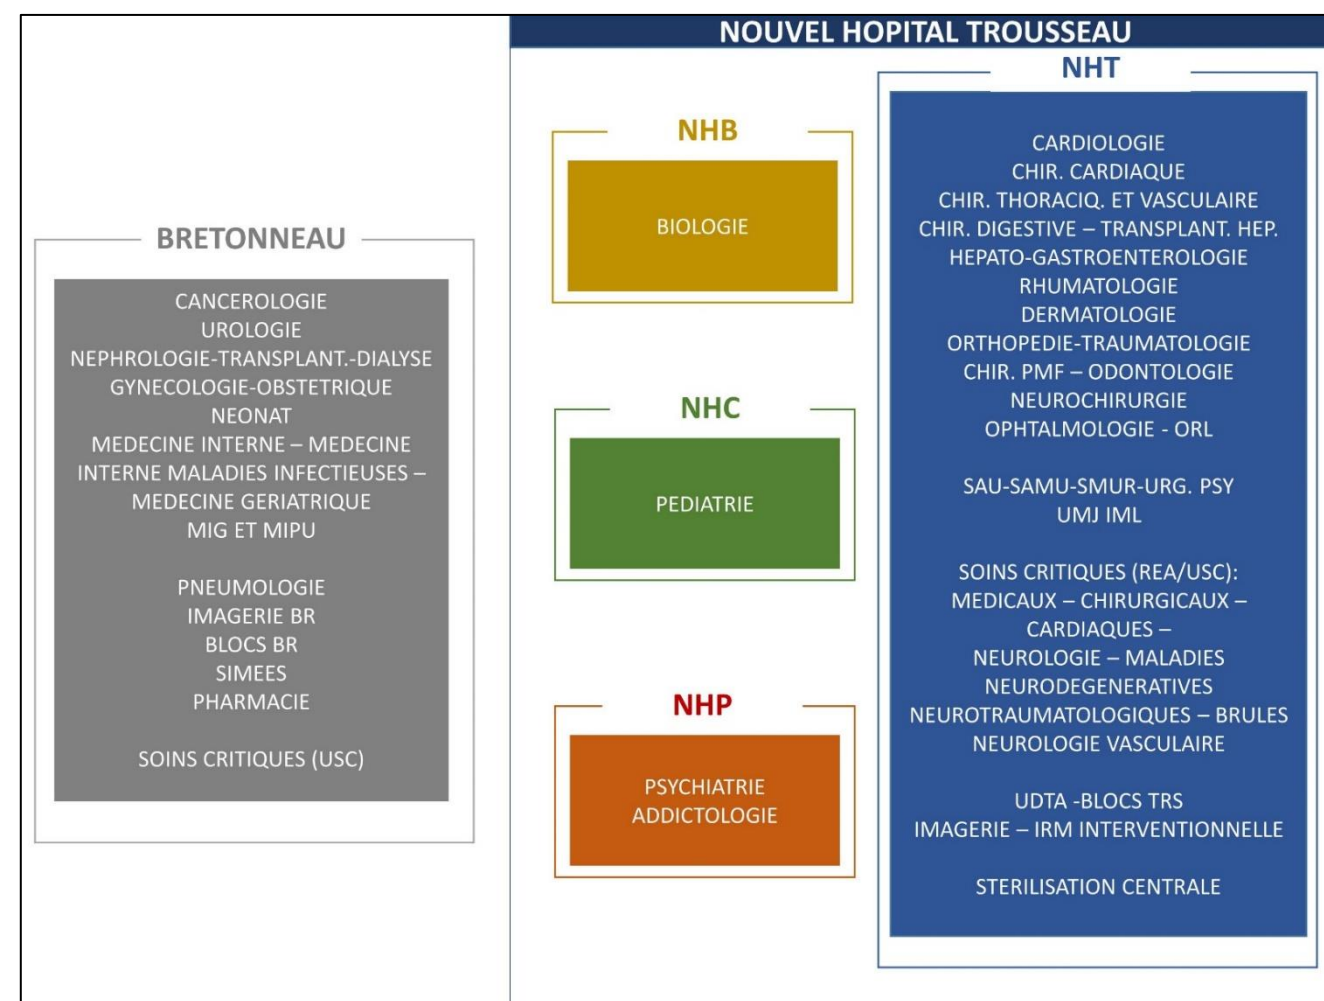 NOUVEL HOPITAL TROUSSEAU
BRETONNEAU
CANCEROLOGIE
UROLOGIE
NEPHROLOGIE-TRANSPLANT.-DIALYSE
GYNECOLOGIE-OBSTETRIQUE
NEONAT
MEDECINE INTERNE – MEDECINE
INTERNE MALADIES INFECTIEUSES –
MEDECINE GERIATRIQUE
MIG ET MIPU
PNEUMOLOGIE
IMAGERIE BR
BLOCS BR
SIMEES
PHARMACIE
SOINS CRITIQUES (USC)
NHB
BIOLOGIE
NHC
PEDIATRIE
NHP
PSYCHIATRIE
ADDICTOLOGIE
NHT
CARDIOLOGIE
CHIR. CARDIAQUE
CHIR. THORACIQ. ET VASCULAIRE
CHIR. DIGESTIVE – TRANSPLANT. HEP.
HEPATO-GASTROENTEROLOGIE
RHUMATOLOGIE
DERMATOLOGIE
ORTHOPEDIE-TRAUMATOLOGIE
CHIR. PMF – ODONTOLOGIE
NEUROCHIRURGIE
OPHTALMOLOGIE - ORL
SAU-SAMU-SMUR-URG. PSY
UMJ IML
SOINS CRITIQUES (REA/USC):
MEDICAUX – CHIRURGICAUX –
CARDIAQUES –
NEUROLOGIE – MALADIES
NEURODEGENERATIVES
NEUROTRAUMATOLOGIQUES – BRULES
NEUROLOGIE VASCULAIRE
UDTA -BLOCS TRS
IMAGERIE – IRM INTERVENTIONNELLE
STERILISATION CENTRALE